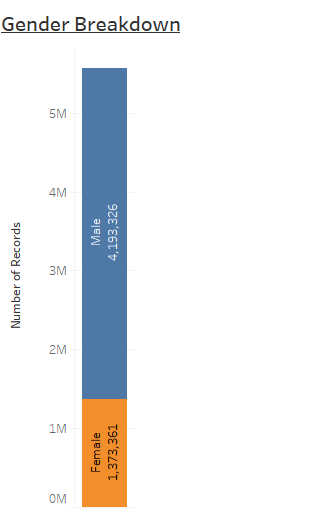 Gender Breakdown
5M
4M
3M
2M
1M
0M
Number of Records
Male
4,193,326
Female
1,373,361